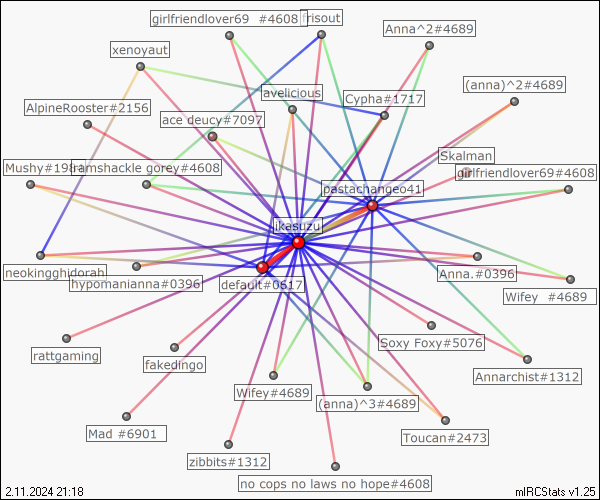 girlfriendlover69 #4608
frisout
Anna^2#4689
xenoyaut
(anna)^2#4689
avelicious
Cypha#1717
AlpineRooster#2156
ace deucy#7097
Skalman
Mushy#198
ramshackle gorey#4608
girlfriendlover69#4608
pastachangeo41
ikasuzu
neokingghidorah
hypomanianna#0396
default#0617
Anna.#0396
Wifey #4689
Soxy Foxy#5076
rattgaming
fakedingo
Annarchist#1312
Wifey#4689
(anna)^3#4689
Mad #6901
Toucan#2473
zibbits#1312
no cops no laws no hope#4608
2.11.2024 21:18
mIRCStats v1.25